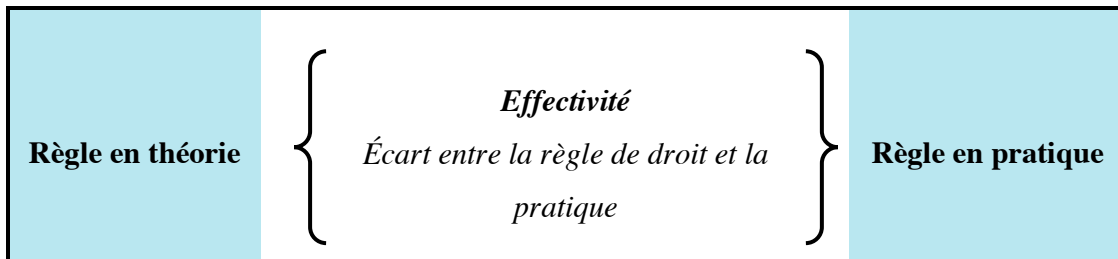 Règle en théorie
Effectivité
Écart entre la règle de droit et la
pratique
Règle en pratique